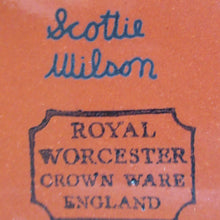 Scottie
Wilson
ROYAL
WORCESTER
CROWN WARE
ENGLAND